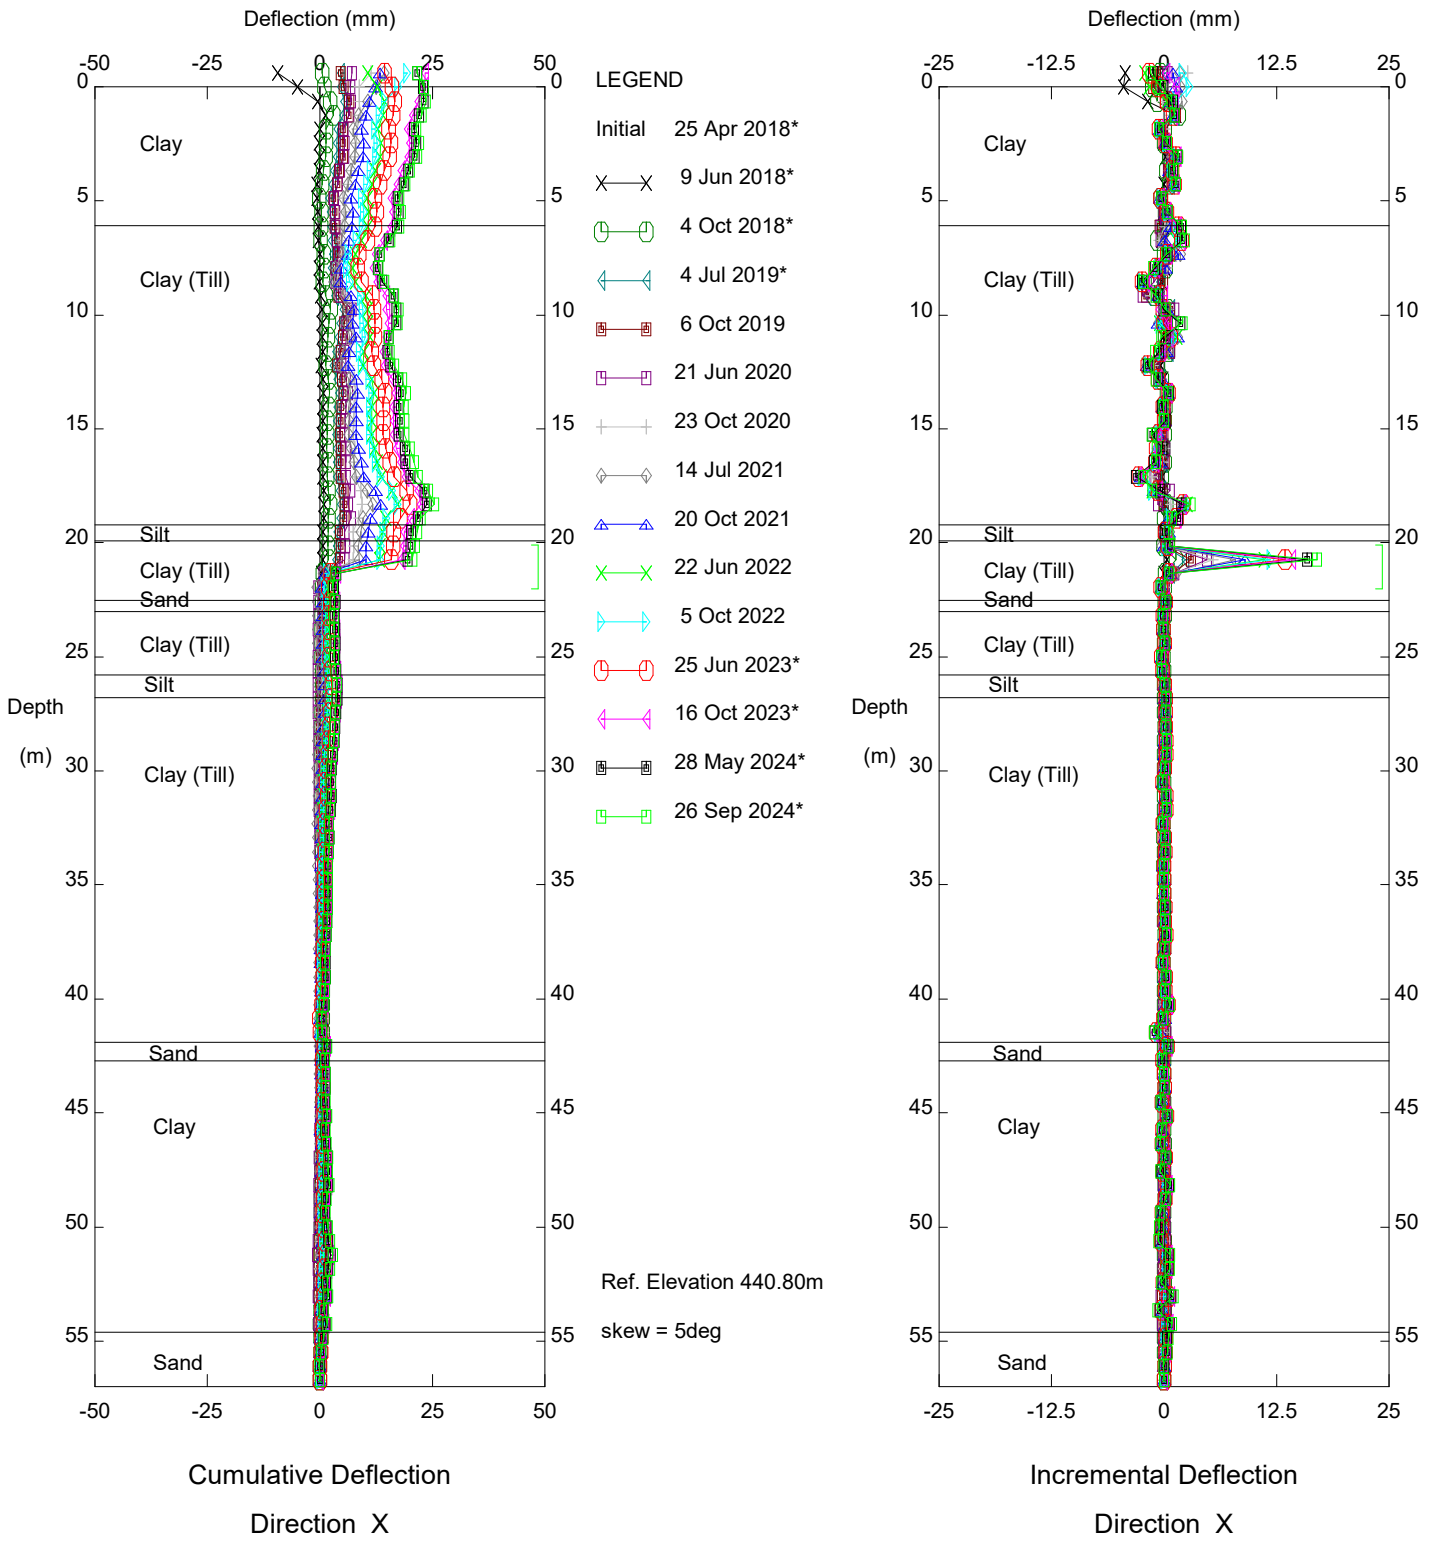 Deflection (mm)
-50 -25 0 25 50
0 0
Clay
5 5
Clay (Till)
10 10
15 15
Silt
20 20
Clay (Till)
Sand
Clay (Till)
25 25
Silt
Depth
(m)
Clay (Till)
30 30
35 35
40 40
Sand
45 45
Clay
50 50
55 55
Sand
-50 -25 0 25 50
Cumulative Deflection
Direction X
LEGEND
Initial 25 Apr 2018*
9 Jun 2018*
4 Oct 2018*
4 Jul 2019*
6 Oct 2019
21 Jun 2020
23 Oct 2020
14 Jul 2021
20 Oct 2021
22 Jun 2022
5 Oct 2022
25 Jun 2023*
16 Oct 2023*
28 May 2024*
26 Sep 2024*
Ref. Elevation 440.80m
skew = 5deg
Deflection (mm)
-25 -12.5 0 12.5 25
0 0
Clay
5 5
Clay (Till)
10 10
15 15
Silt
20 20
Clay (Till)
Sand
Clay (Till)
25 25
Silt
Depth
(m)
Clay (Till)
30 30
35 35
40 40
Sand
45 45
Clay
50 50
55 55
Sand
-25 -12.5 0 12.5 25
Incremental Deflection
Direction X